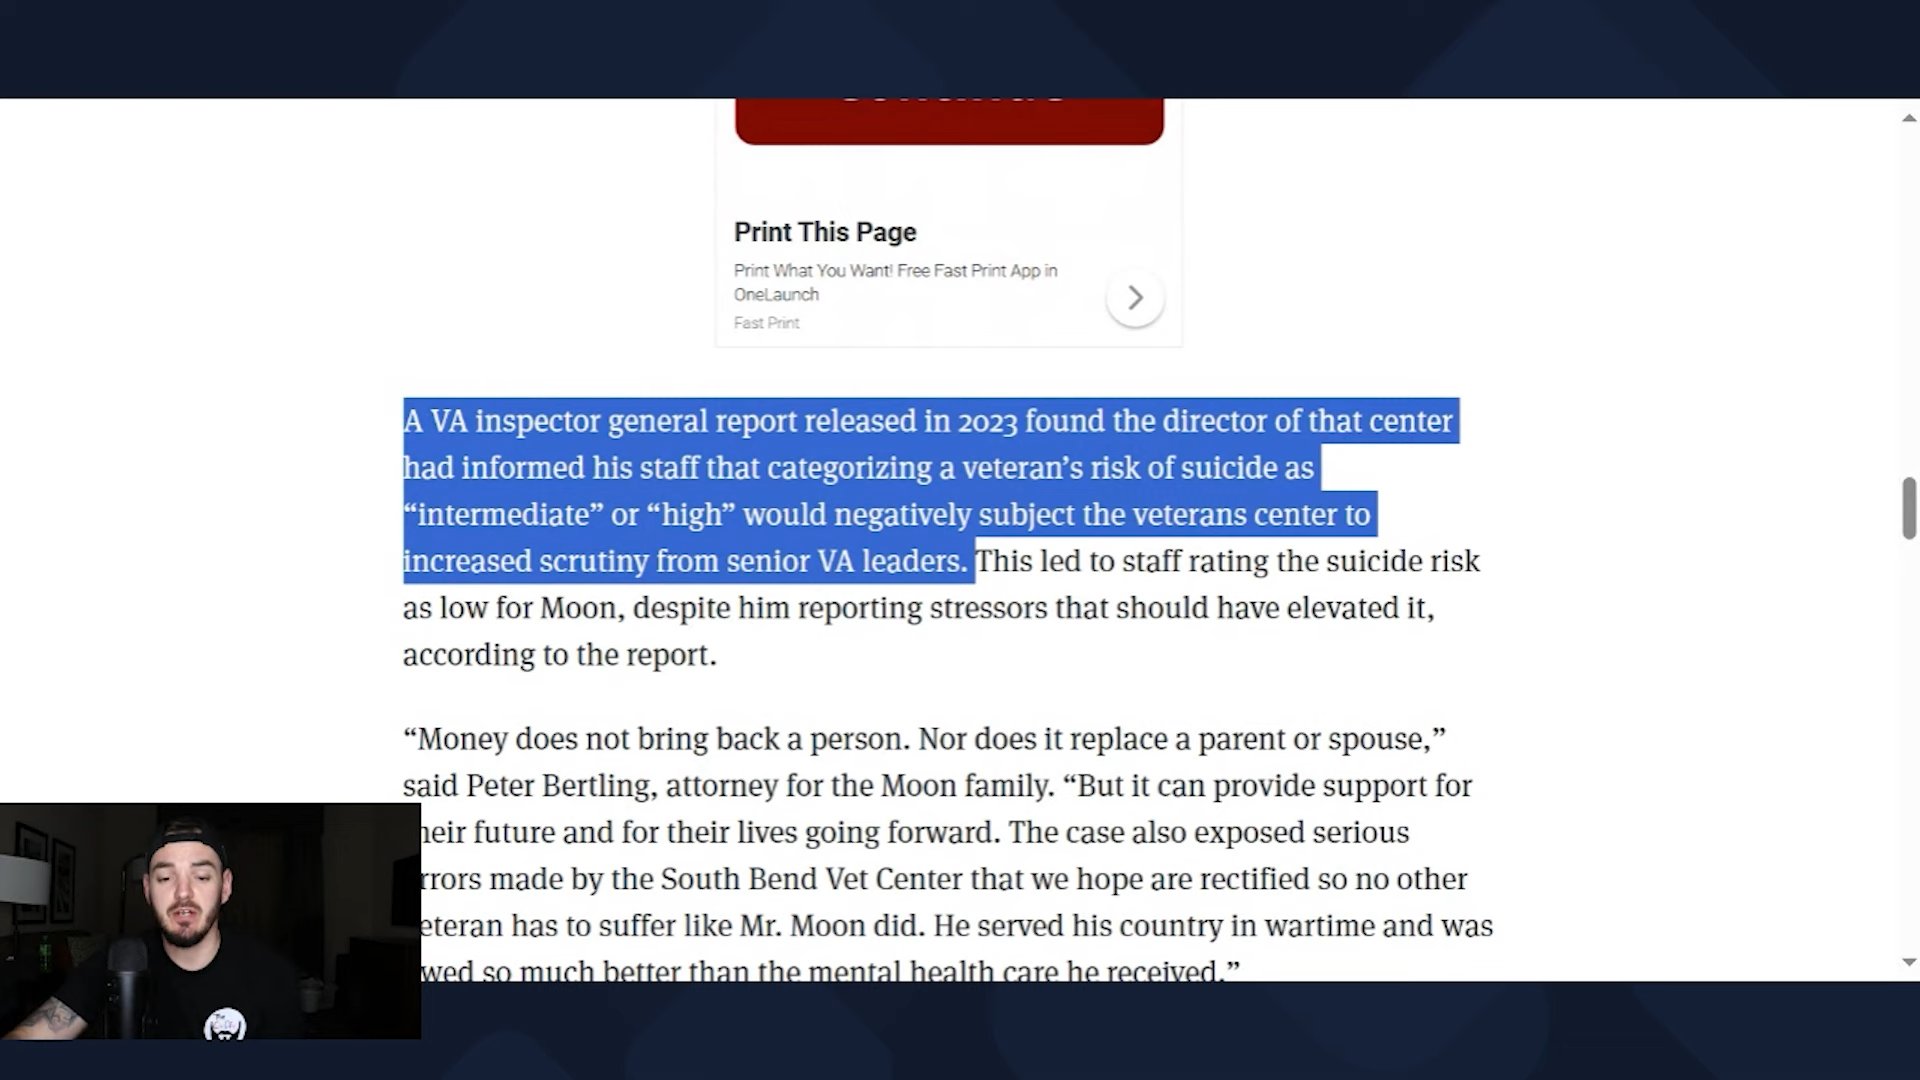 Print This Page
Print What You Want! Free Fast Print App in
OneLaunch
Fast Print
A VA inspector general report released in 2023 found the director of that center
had informed his staff that categorizing a veteran’s risk of suicide as
“intermediate” or “high” would negatively subject the veterans center to
increased scrutiny from senior VA leaders. This led to staff rating the suicide risk
as low for Moon, despite him reporting stressors that should have elevated it,
according to the report.
“Money does not bring back a person. Nor does it replace a parent or spouse,”
said Peter Bertling, attorney for the Moon family. “But it can provide support for
heir future and for their lives going forward. The case also exposed serious
rrors made by the South Bend Vet Center that we hope are rectified so no other
eteran has to suffer like Mr. Moon did. He served his country in wartime and was
wed so much better than the mental health care he received.”